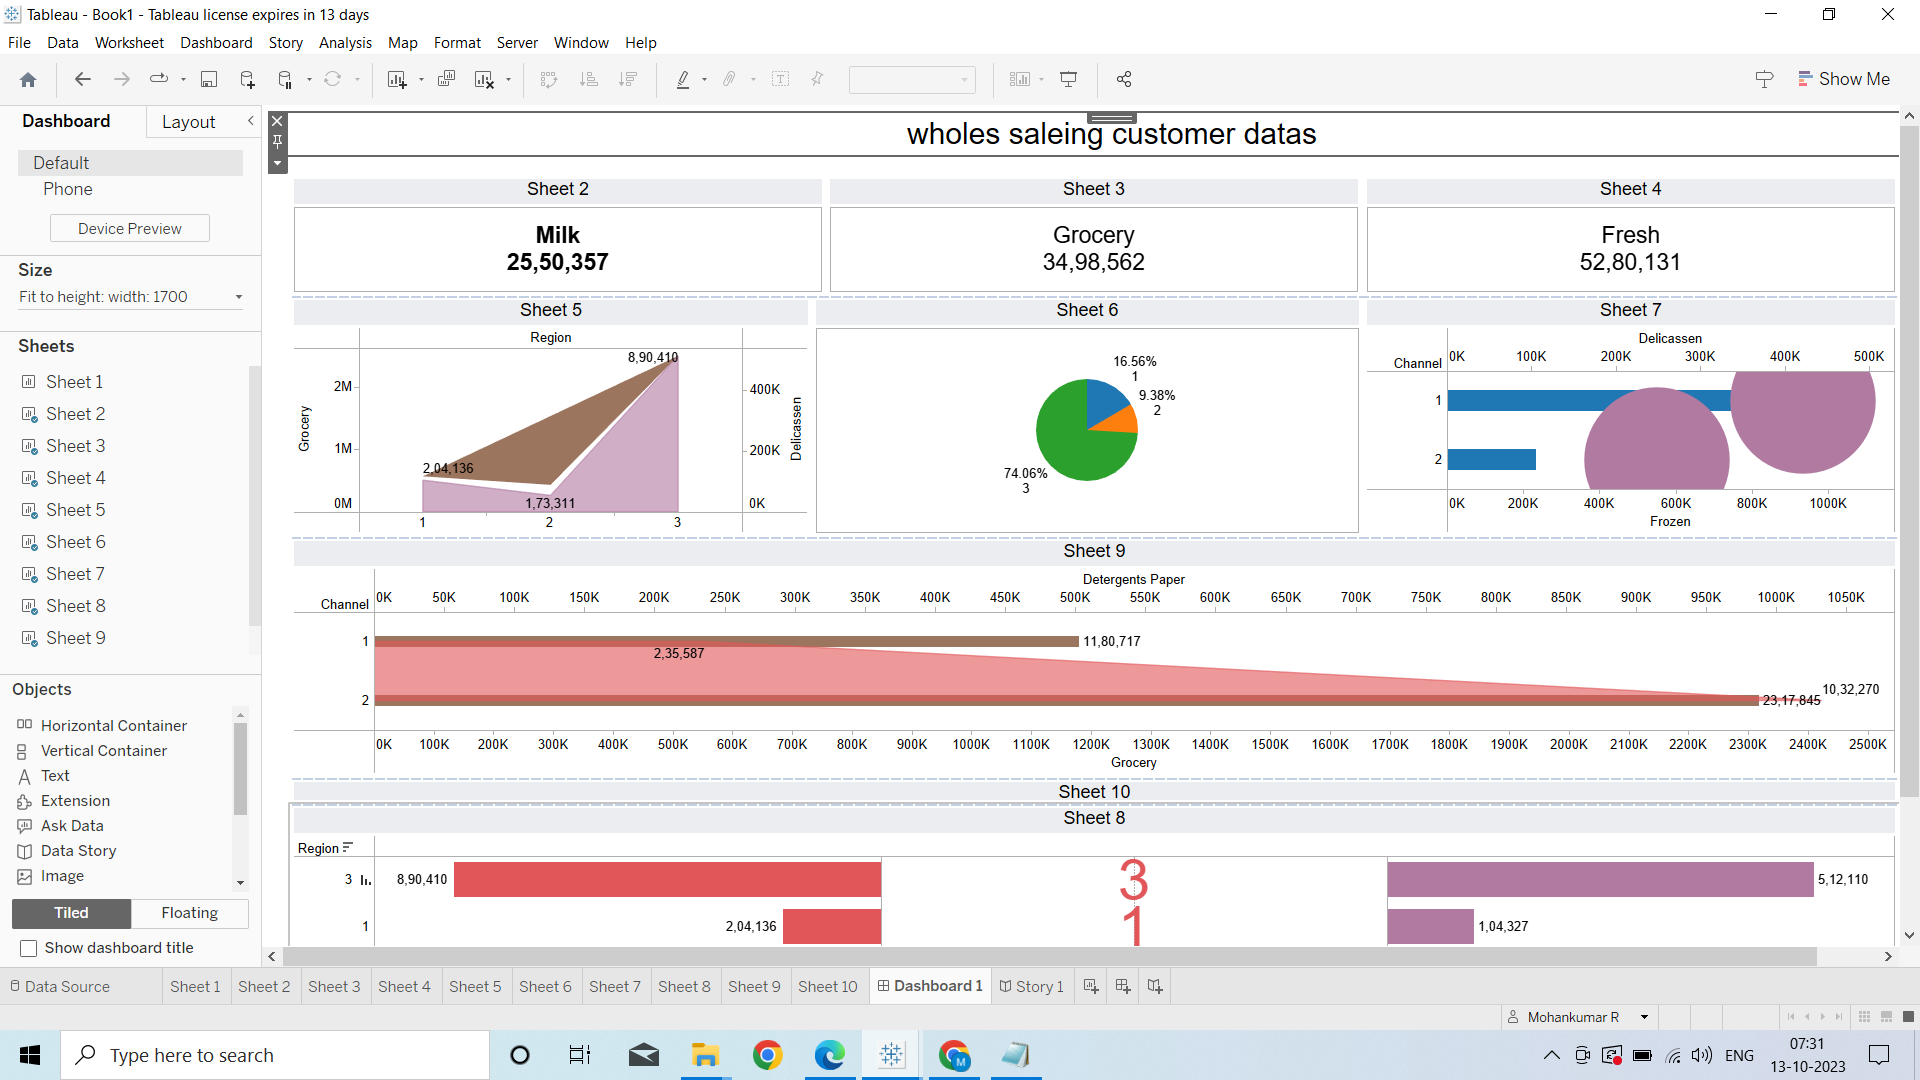 Tableau - Book1 - Tableau license expires in 13 days
File Data Worksheet Dashboard Story Analysis Map Format Server Window Help
Show Me
Dashboard Layout
Default
Phone
Device Preview
Size
Fit to height: width: 1700
Sheets
Sheet 1
Sheet 2
Sheet 3
Sheet 4
Sheet 5
Sheet 6
Sheet 7
Sheet 8
Sheet 9
Objects
Horizontal Container
Vertical Container
Text
Extension
Ask Data
Data Story
Image
Tiled Floating
Show dashboard title
wholes saleing customer datas
Sheet 2
Milk
25,50,357
Sheet 3
Grocery
34,98,562
Sheet 4
Fresh
52,80,131
Sheet 5
Region
8,90,410
2M
400K
Grocery
Delicassen
2,04,136
1M
200K
1,73,311
0M
0K
1 2 3
Sheet 6
16.56%
1
9.38%
2
74.06%
3
Sheet 7
Delicassen
Channel 0K 100K 200K 300K 400K 500K
1
2
0K 200K 400K 600K 800K 1000K
Frozen
Sheet 9
Detergents Paper
Channel 0K 50K 100K 150K 200K 250K 300K 350K 400K 450K 500K 550K 600K 650K 700K 750K 800K 850K 900K 950K 1000K 1050K
1 11,80,717
2,35,587
10,32,270
2 23,17,845
0K 100K 200K 300K 400K 500K 600K 700K 800K 900K 1000K 1100K 1200K 1300K 1400K 1500K 1600K 1700K 1800K 1900K 2000K 2100K 2200K 2300K 2400K 2500K
Grocery
Sheet 10
Sheet 8
Region
3 8,90,410 3 5,12,110
1 2,04,136 1 1,04,327
Data Source Sheet 1 Sheet 2 Sheet 3 Sheet 4 Sheet 5 Sheet 6 Sheet 7 Sheet 8 Sheet 9 Sheet 10 Dashboard 1 Story 1
Mohankumar R
Type here to search
M
ENG
07:31
13-10-2023